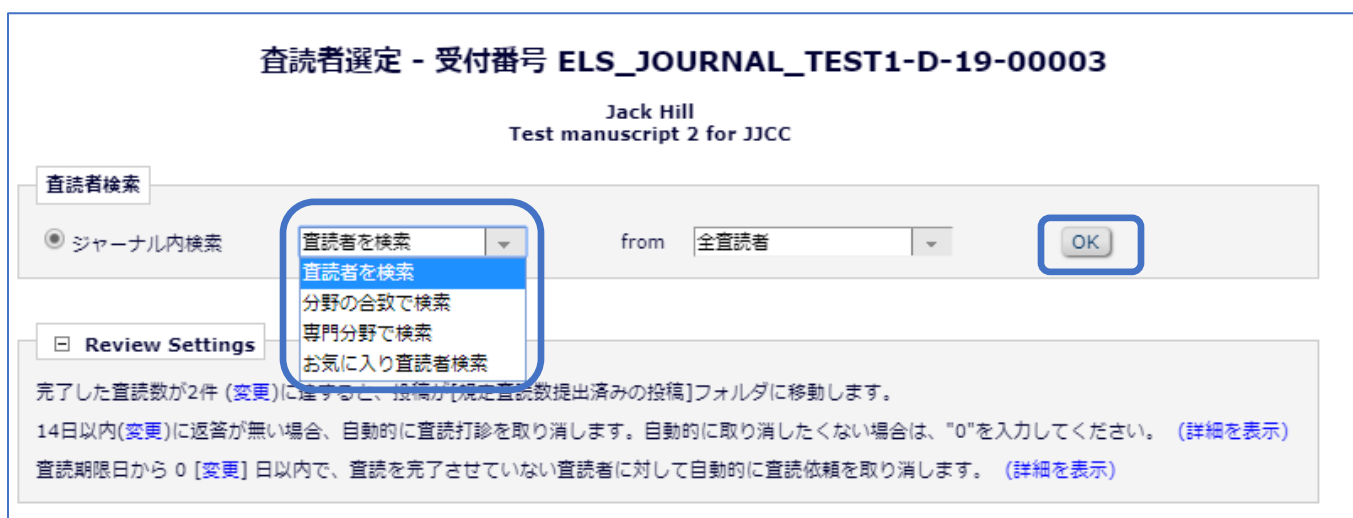 査読者選定 - 受付番号 ELS_JOURNAL_TEST1-D-19-00003
Jack Hill
Test manuscript 2 for JJCC
査読者検索
ジャーナル内検索 査読者を検索 from 全査読者 OK
査読者を検索
分野の合致で検索
専門分野で検索
お気に入り査読者検索
Review Settings
完了した査読数が2件 (変更)に達すると、投稿が[規定査読数提出済みの投稿]フォルダに移動します。
14日以内(変更)に返答が無い場合、自動的に査読打診を取り消します。自動的に取り消したくない場合は、"0"を入力してください。 (詳細を表示)
査読期限日から 0 [変更] 日以内で、査読を完了させていない査読者に対して自動的に査読依頼を取り消します。 (詳細を表示)